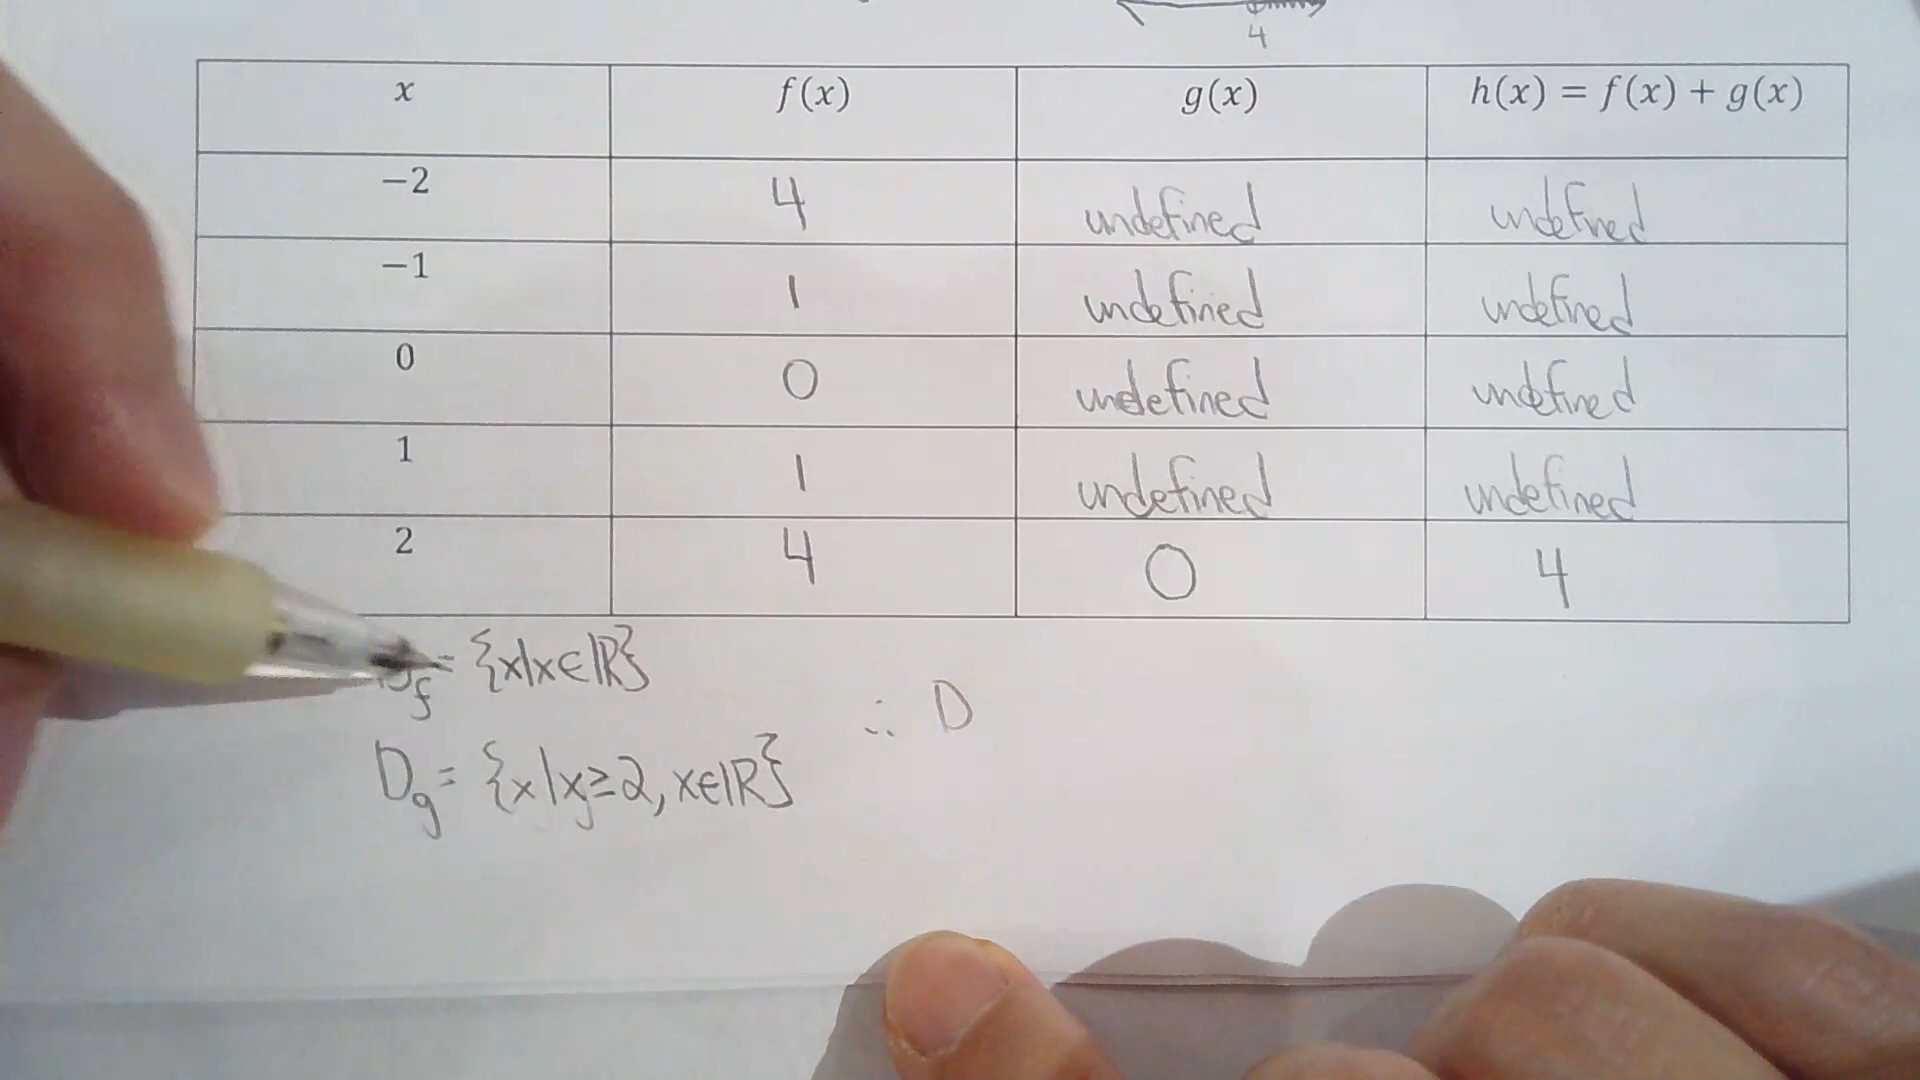 4
x f(x) g(x) h(x) = f(x) + g(x)
−2 4 undefined undefined
−1 1 undefined undefined
0 0 undefined undefined
1 1 undefined undefined
2 4 0 4
D_f = {x|x∈ℝ}
∴ D
D_g = {x|x≥2, x∈ℝ}